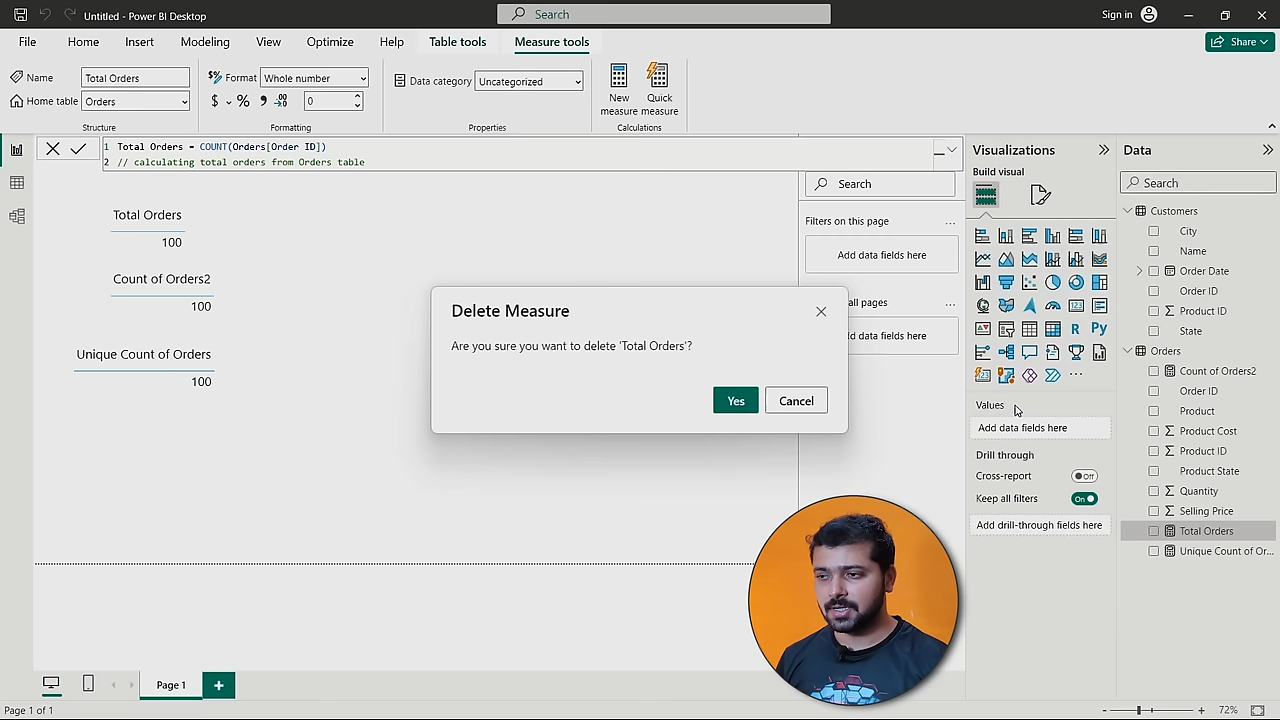 Untitled - Power BI Desktop
Search
Sign in
File
Home
Insert
Modeling
View
Optimize
Help
Table tools
Measure tools
Share
Name
Total Orders
Home table
Orders
Structure
Format
Whole number
$
%
0
Formatting
Data category
Uncategorized
Properties
New measure
Quick measure
Calculations
1 Total Orders = COUNT(Orders[Order ID])
2 // calculating total orders from Orders table
Total Orders
100
Count of Orders2
100
Unique Count of Orders
100
Search
Filters on this page
...
Add data fields here
all pages
...
d data fields here
Delete Measure
Are you sure you want to delete 'Total Orders'?
Yes
Cancel
Visualizations
Build visual
R
Py
123
...
Values
Add data fields here
Drill through
Cross-report
Off
Keep all filters
On
Add drill-through fields here
Data
Search
Customers
City
Name
Order Date
Order ID
Product ID
State
Orders
Count of Orders2
Order ID
Product
Product Cost
Product ID
Product State
Quantity
Selling Price
Total Orders
Unique Count of Or...
Page 1
Page 1 of 1
72%